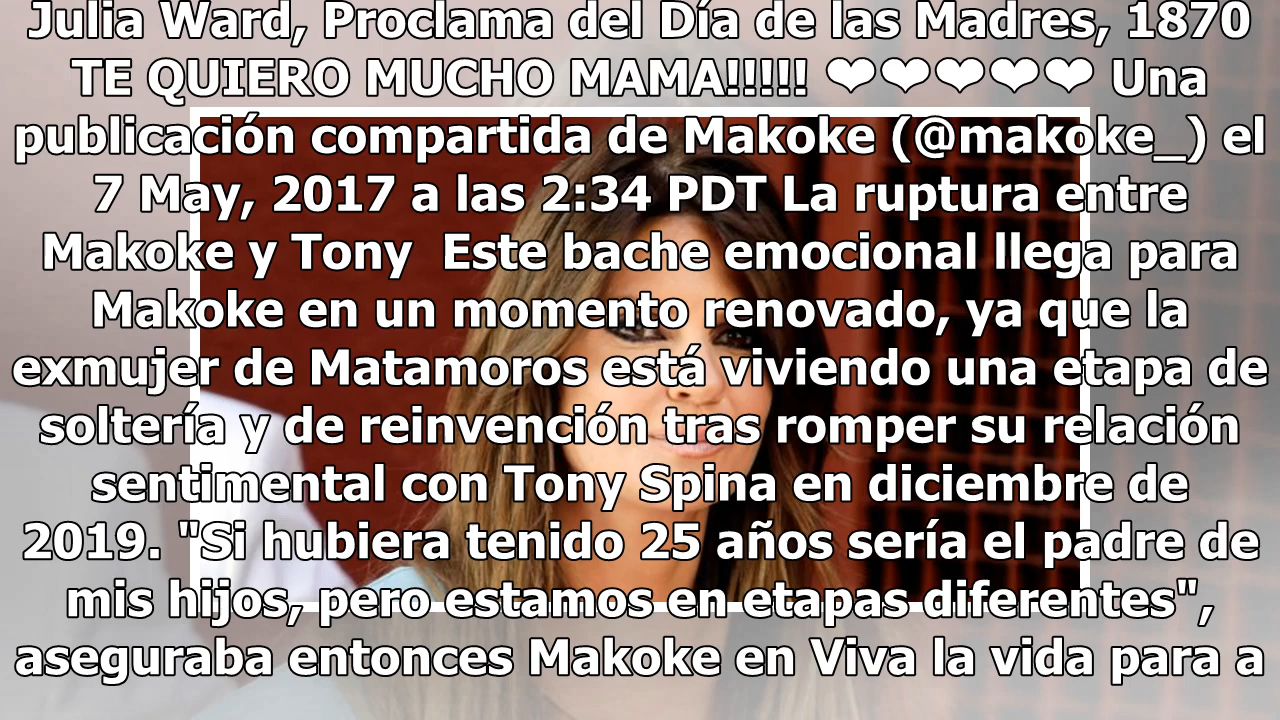 Julia Ward, Proclama del Día de las Madres, 1870
TE QUIERO MUCHO MAMA!!!!! ❤❤❤❤❤ Una
publicación compartida de Makoke (@makoke_) el
7 May, 2017 a las 2:34 PDT La ruptura entre
Makoke y Tony  Este bache emocional llega para
Makoke en un momento renovado, ya que la
exmujer de Matamoros está viviendo una etapa de
soltería y de reinvención tras romper su relación
sentimental con Tony Spina en diciembre de
2019. "Si hubiera tenido 25 años sería el padre de
mis hijos, pero estamos en etapas diferentes",
aseguraba entonces Makoke en Viva la vida para a